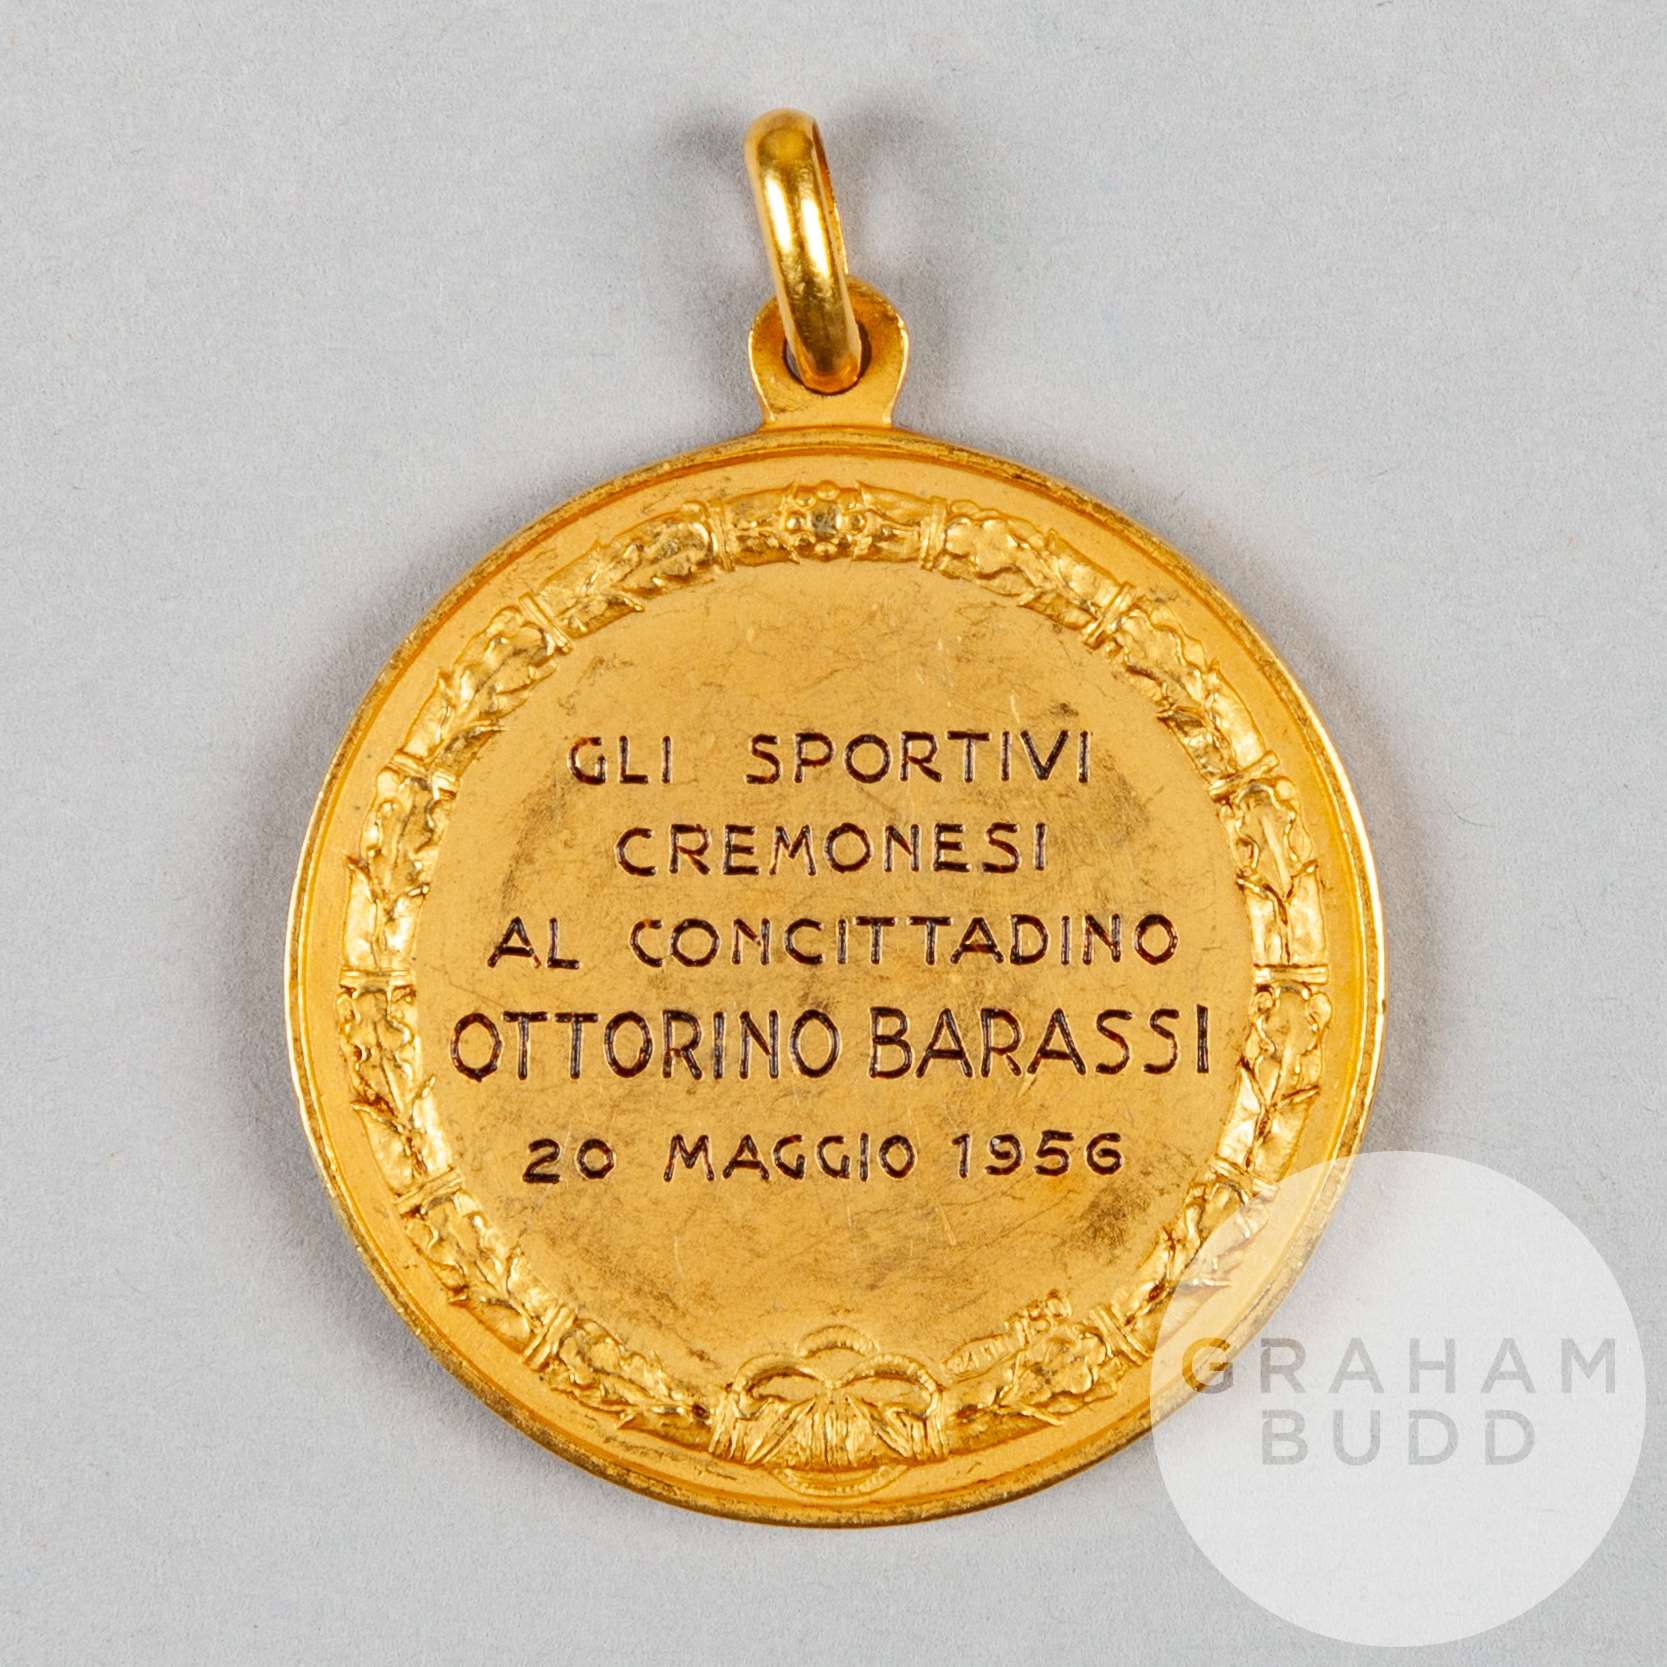 GLI SPORTIVI
CREMONESI
AL CONCITTADINO
OTTORINO BARASSI
20 MAGGIO 1956
GRAHAM
BUDD